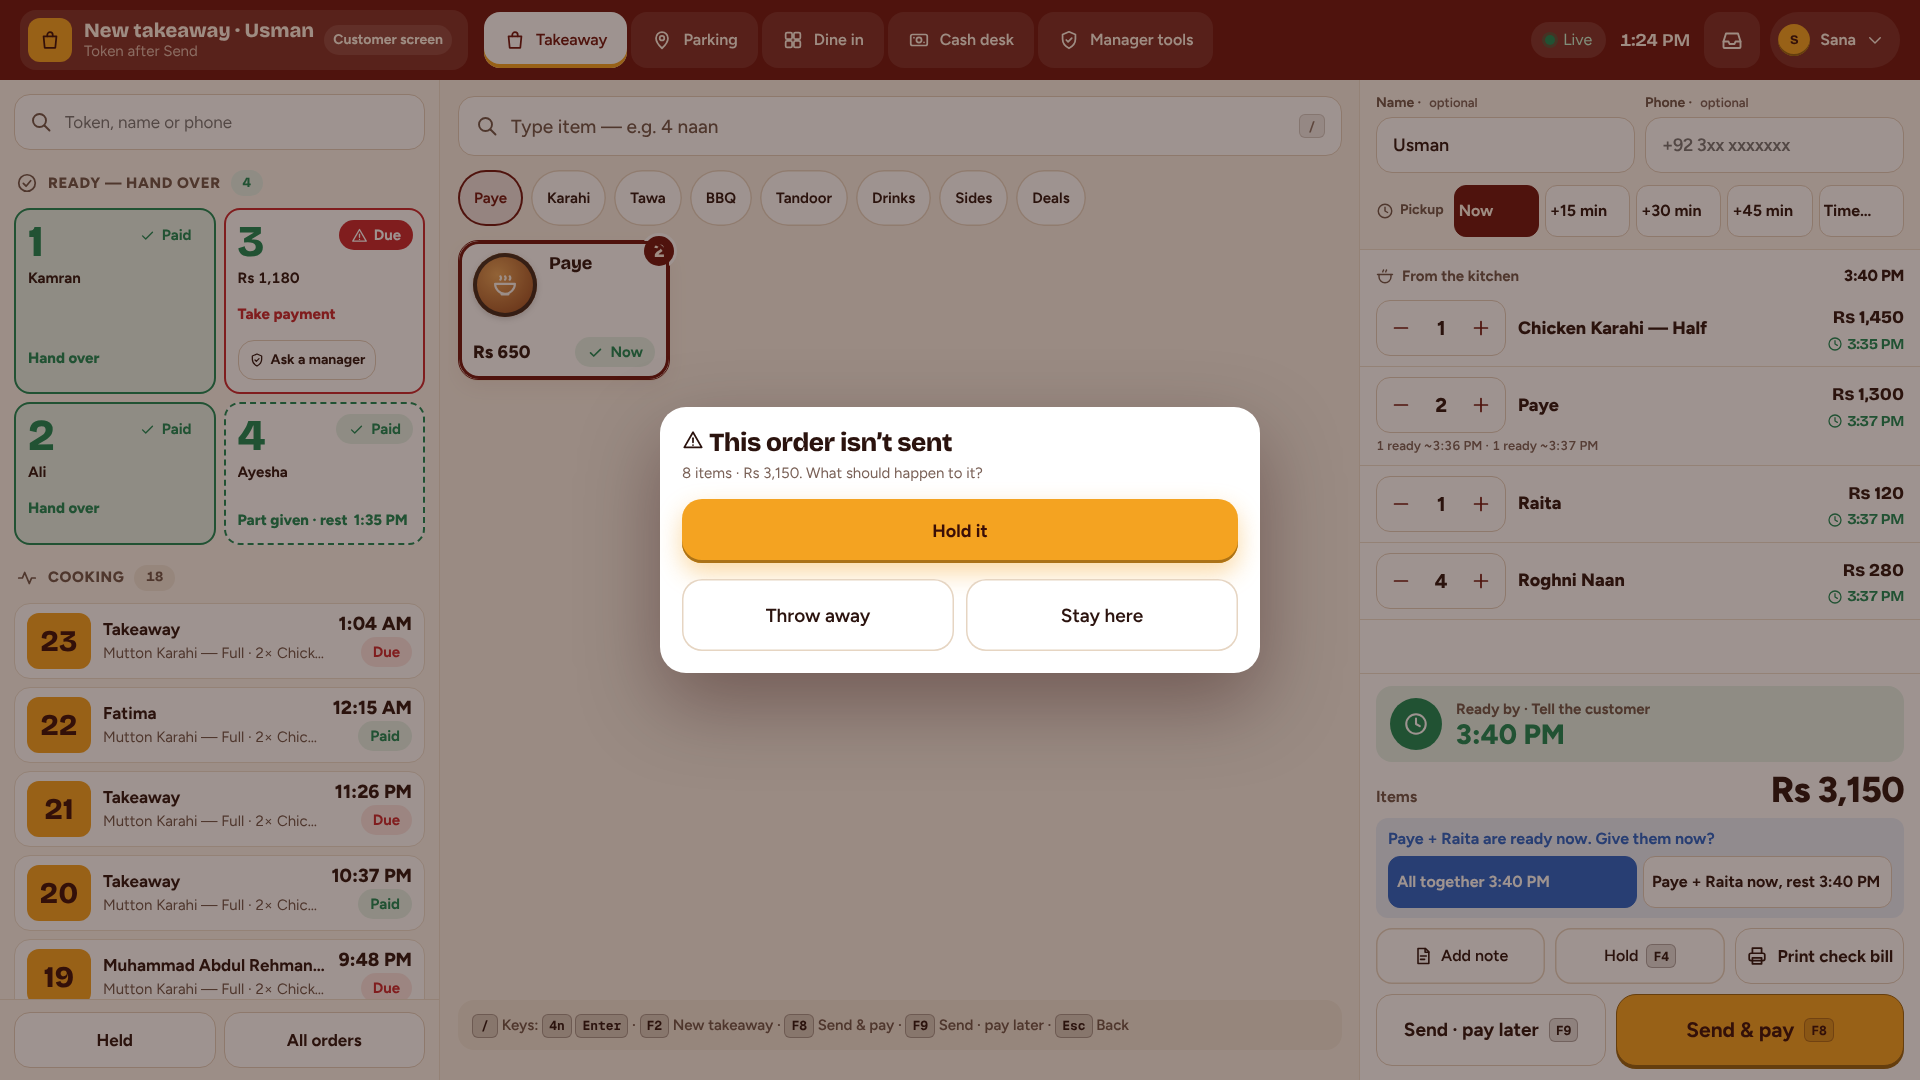 New takeaway · Usman
Token after Send
Customer screen
Takeaway
Parking
Dine in
Cash desk
Manager tools
Live
1:24 PM
S
Sana
Token, name or phone
READY — HAND OVER 4
1
Paid
Kamran
Hand over
3
Due
Rs 1,180
Take payment
Ask a manager
2
Paid
Ali
Hand over
4
Paid
Ayesha
Part given · rest 1:35 PM
COOKING 18
23
Takeaway
1:04 AM
Mutton Karahi — Full · 2× Chick...
Due
22
Fatima
12:15 AM
Mutton Karahi — Full · 2× Chic...
Paid
21
Takeaway
11:26 PM
Mutton Karahi — Full · 2× Chic...
Due
20
Takeaway
10:37 PM
Mutton Karahi — Full · 2× Chic...
Paid
19
Muhammad Abdul Rehman...
9:48 PM
Mutton Karahi — Full · 2× Chic...
Due
Held
All orders
Type item — e.g. 4 naan
/
Paye
Karahi
Tawa
BBQ
Tandoor
Drinks
Sides
Deals
2
Paye
Rs 650
Now
This order isn’t sent
8 items · Rs 3,150. What should happen to it?
Hold it
Throw away
Stay here
/ Keys: 4n Enter · F2 New takeaway · F8 Send & pay · F9 Send · pay later · Esc Back
Name · optional
Phone · optional
Usman
+92 3xx xxxxxxx
Pickup
Now
+15 min
+30 min
+45 min
Time...
From the kitchen
3:40 PM
1
Chicken Karahi — Half
Rs 1,450
3:35 PM
2
Paye
Rs 1,300
3:37 PM
1 ready ~3:36 PM · 1 ready ~3:37 PM
1
Raita
Rs 120
3:37 PM
4
Roghni Naan
Rs 280
3:37 PM
Ready by · Tell the customer
3:40 PM
Items
Rs 3,150
Paye + Raita are ready now. Give them now?
All together 3:40 PM
Paye + Raita now, rest 3:40 PM
Add note
Hold F4
Print check bill
Send · pay later F9
Send & pay F8